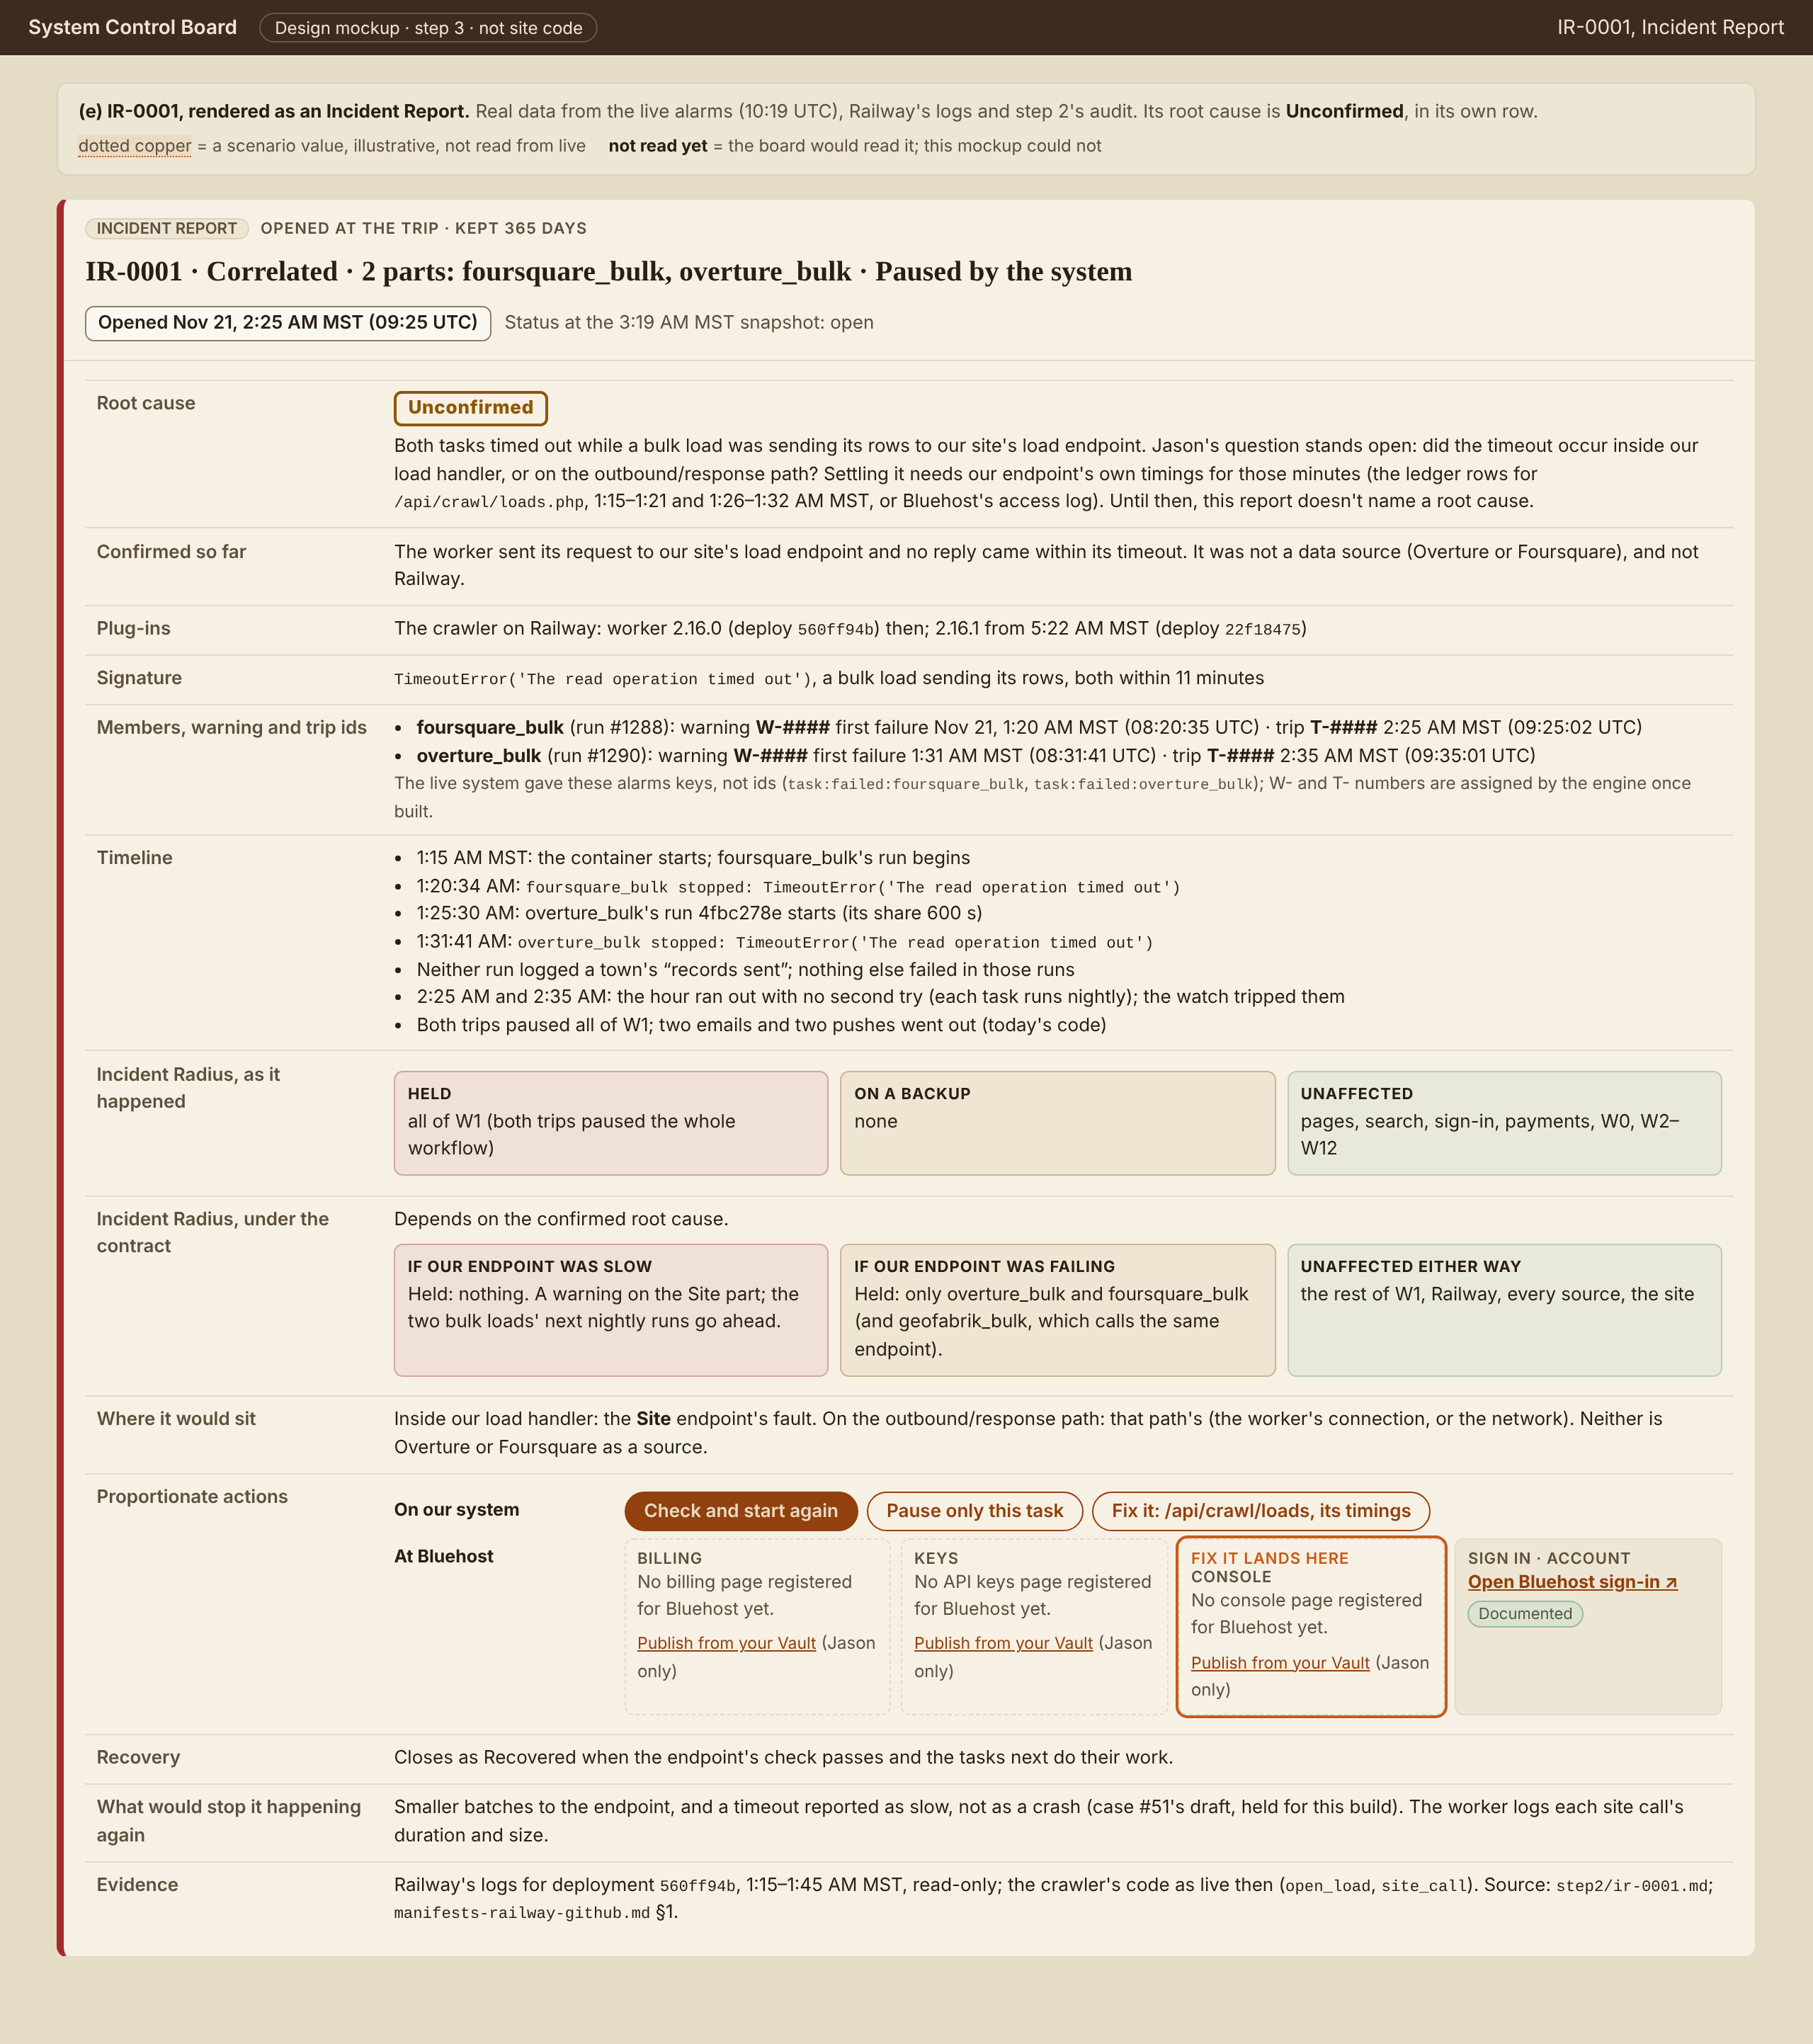 System Control Board
Design mockup · step 3 · not site code
IR-0001, Incident Report
(e) IR-0001, rendered as an Incident Report. Real data from the live alarms (10:19 UTC), Railway's logs and step 2's audit. Its root cause is Unconfirmed, in its own row.
dotted copper = a scenario value, illustrative, not read from live not read yet = the board would read it; this mockup could not
INCIDENT REPORT OPENED AT THE TRIP · KEPT 365 DAYS
IR-0001 · Correlated · 2 parts: foursquare_bulk, overture_bulk · Paused by the system
Opened Nov 21, 2:25 AM MST (09:25 UTC) Status at the 3:19 AM MST snapshot: open
Root cause
Unconfirmed
Both tasks timed out while a bulk load was sending its rows to our site's load endpoint. Jason's question stands open: did the timeout occur inside our
load handler, or on the outbound/response path? Settling it needs our endpoint's own timings for those minutes (the ledger rows for
/api/crawl/loads.php, 1:15–1:21 and 1:26–1:32 AM MST, or Bluehost's access log). Until then, this report doesn't name a root cause.
Confirmed so far
The worker sent its request to our site's load endpoint and no reply came within its timeout. It was not a data source (Overture or Foursquare), and not
Railway.
Plug-ins
The crawler on Railway: worker 2.16.0 (deploy 560ff94b) then; 2.16.1 from 5:22 AM MST (deploy 22f18475)
Signature
TimeoutError('The read operation timed out'), a bulk load sending its rows, both within 11 minutes
Members, warning and trip ids
• foursquare_bulk (run #1288): warning W-#### first failure Nov 21, 1:20 AM MST (08:20:35 UTC) · trip T-#### 2:25 AM MST (09:25:02 UTC)
• overture_bulk (run #1290): warning W-#### first failure 1:31 AM MST (08:31:41 UTC) · trip T-#### 2:35 AM MST (09:35:01 UTC)
The live system gave these alarms keys, not ids (task:failed:foursquare_bulk, task:failed:overture_bulk); W- and T- numbers are assigned by the engine once
built.
Timeline
• 1:15 AM MST: the container starts; foursquare_bulk's run begins
• 1:20:34 AM: foursquare_bulk stopped: TimeoutError('The read operation timed out')
• 1:25:30 AM: overture_bulk's run 4fbc278e starts (its share 600 s)
• 1:31:41 AM: overture_bulk stopped: TimeoutError('The read operation timed out')
• Neither run logged a town's “records sent”; nothing else failed in those runs
• 2:25 AM and 2:35 AM: the hour ran out with no second try (each task runs nightly); the watch tripped them
• Both trips paused all of W1; two emails and two pushes went out (today's code)
Incident Radius, as it
happened
HELD
all of W1 (both trips paused the whole
workflow)
ON A BACKUP
none
UNAFFECTED
pages, search, sign-in, payments, W0, W2–
W12
Incident Radius, under the
contract
Depends on the confirmed root cause.
IF OUR ENDPOINT WAS SLOW
Held: nothing. A warning on the Site part; the
two bulk loads' next nightly runs go ahead.
IF OUR ENDPOINT WAS FAILING
Held: only overture_bulk and foursquare_bulk
(and geofabrik_bulk, which calls the same
endpoint).
UNAFFECTED EITHER WAY
the rest of W1, Railway, every source, the site
Where it would sit
Inside our load handler: the Site endpoint's fault. On the outbound/response path: that path's (the worker's connection, or the network). Neither is
Overture or Foursquare as a source.
Proportionate actions
On our system
Check and start again
Pause only this task
Fix it: /api/crawl/loads, its timings
At Bluehost
BILLING
No billing page registered
for Bluehost yet.
Publish from your Vault (Jason
only)
KEYS
No API keys page registered
for Bluehost yet.
Publish from your Vault (Jason
only)
FIX IT LANDS HERE
CONSOLE
No console page registered
for Bluehost yet.
Publish from your Vault (Jason
only)
SIGN IN · ACCOUNT
Open Bluehost sign-in ↗
Documented
Recovery
Closes as Recovered when the endpoint's check passes and the tasks next do their work.
What would stop it happening
again
Smaller batches to the endpoint, and a timeout reported as slow, not as a crash (case #51's draft, held for this build). The worker logs each site call's
duration and size.
Evidence
Railway's logs for deployment 560ff94b, 1:15–1:45 AM MST, read-only; the crawler's code as live then (open_load, site_call). Source: step2/ir-0001.md;
manifests-railway-github.md §1.